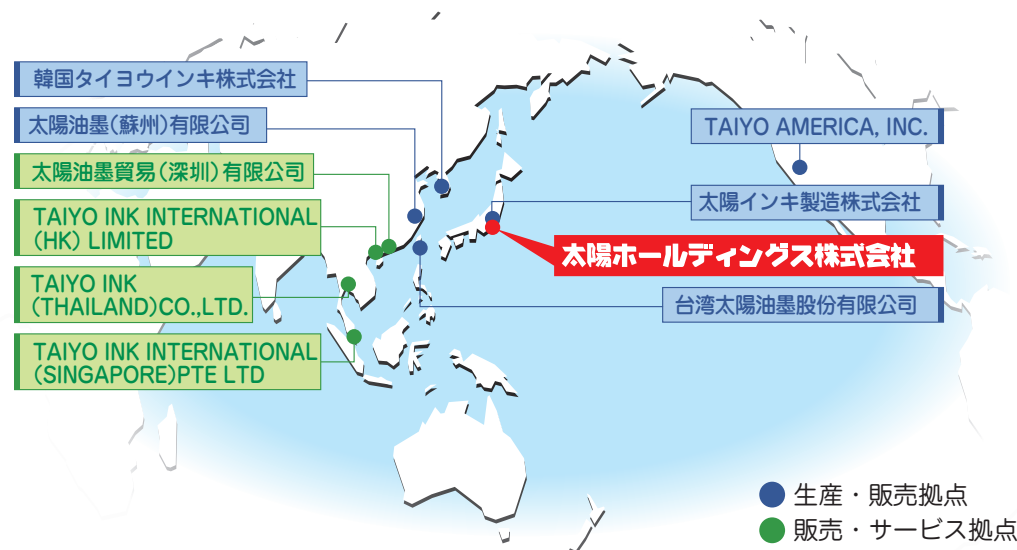 韓国タイヨウインキ株式会社
太陽油墨(蘇州)有限公司
太陽油墨貿易(深圳)有限公司
TAIYO INK INTERNATIONAL
(HK) LIMITED
TAIYO INK
(THAILAND)CO.,LTD.
TAIYO INK INTERNATIONAL
(SINGAPORE)PTE LTD
TAIYO AMERICA, INC.
太陽インキ製造株式会社
太陽ホールディングス株式会社
台湾太陽油墨股份有限公司
生産・販売拠点
販売・サービス拠点